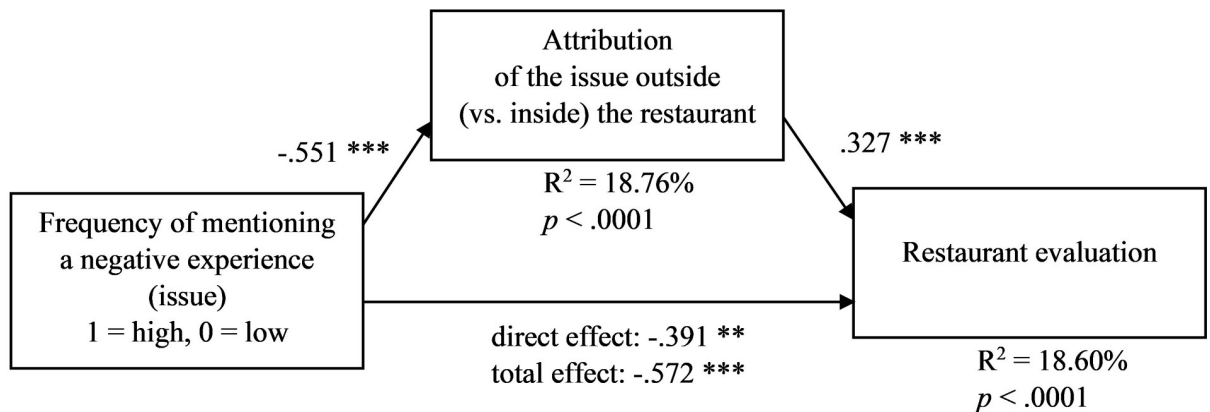 Attribution
of the issue outside
(vs. inside) the restaurant
-.551 ***
.327 ***
R² = 18.76%
p < .0001
Frequency of mentioning
a negative experience
(issue)
1 = high, 0 = low
Restaurant evaluation
direct effect: -.391 **
total effect: -.572 ***
R² = 18.60%
p < .0001